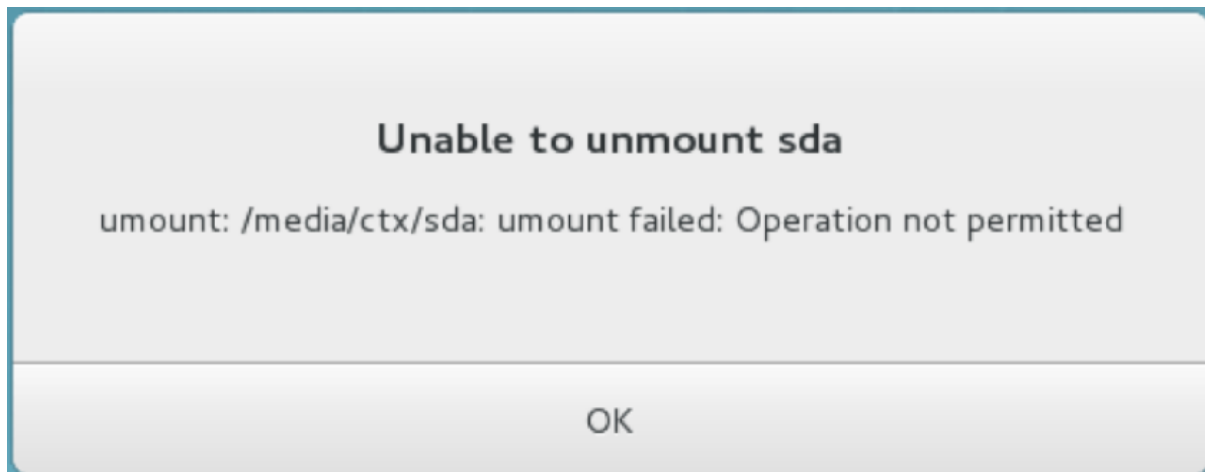 Unable to unmount sda
umount: /media/ctx/sda: umount failed: Operation not permitted
OK